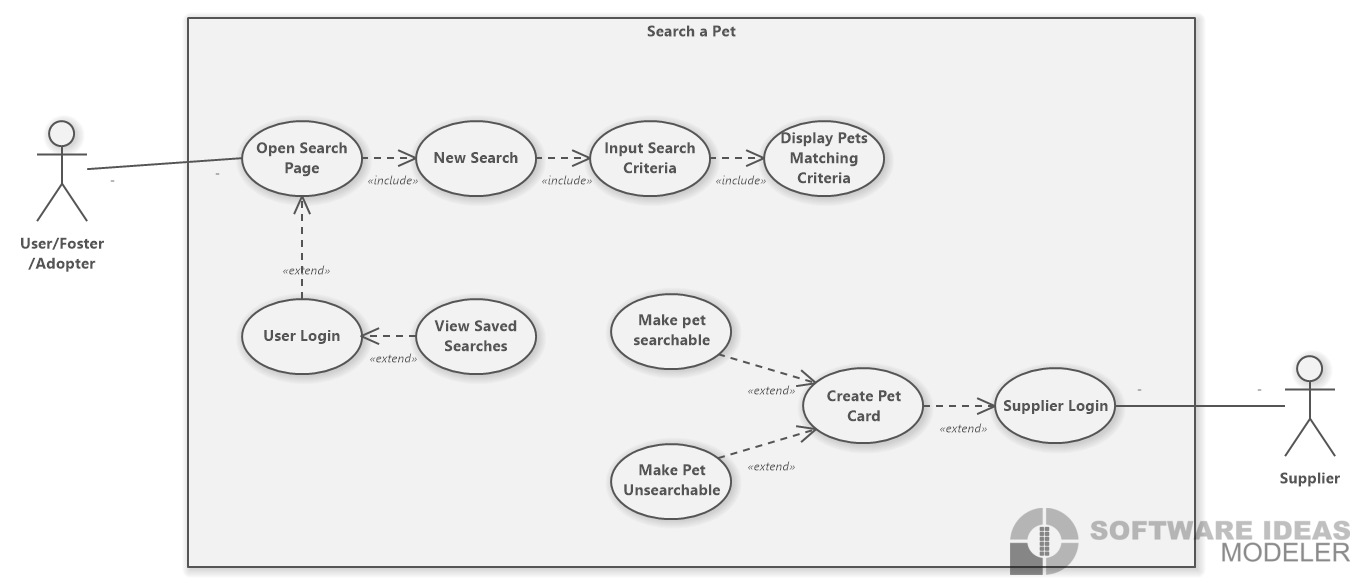 Search a Pet
Open Search
Page
New Search
Input Search
Criteria
Display Pets
Matching
Criteria
«include»
«include»
«include»
-
-
User/Foster
/Adopter
«extend»
User Login
View Saved
Searches
«extend»
Make pet
searchable
«extend»
Create Pet
Card
Supplier Login
-
-
«extend»
Make Pet
Unsearchable
«extend»
Supplier
SOFTWARE IDEAS
MODELER